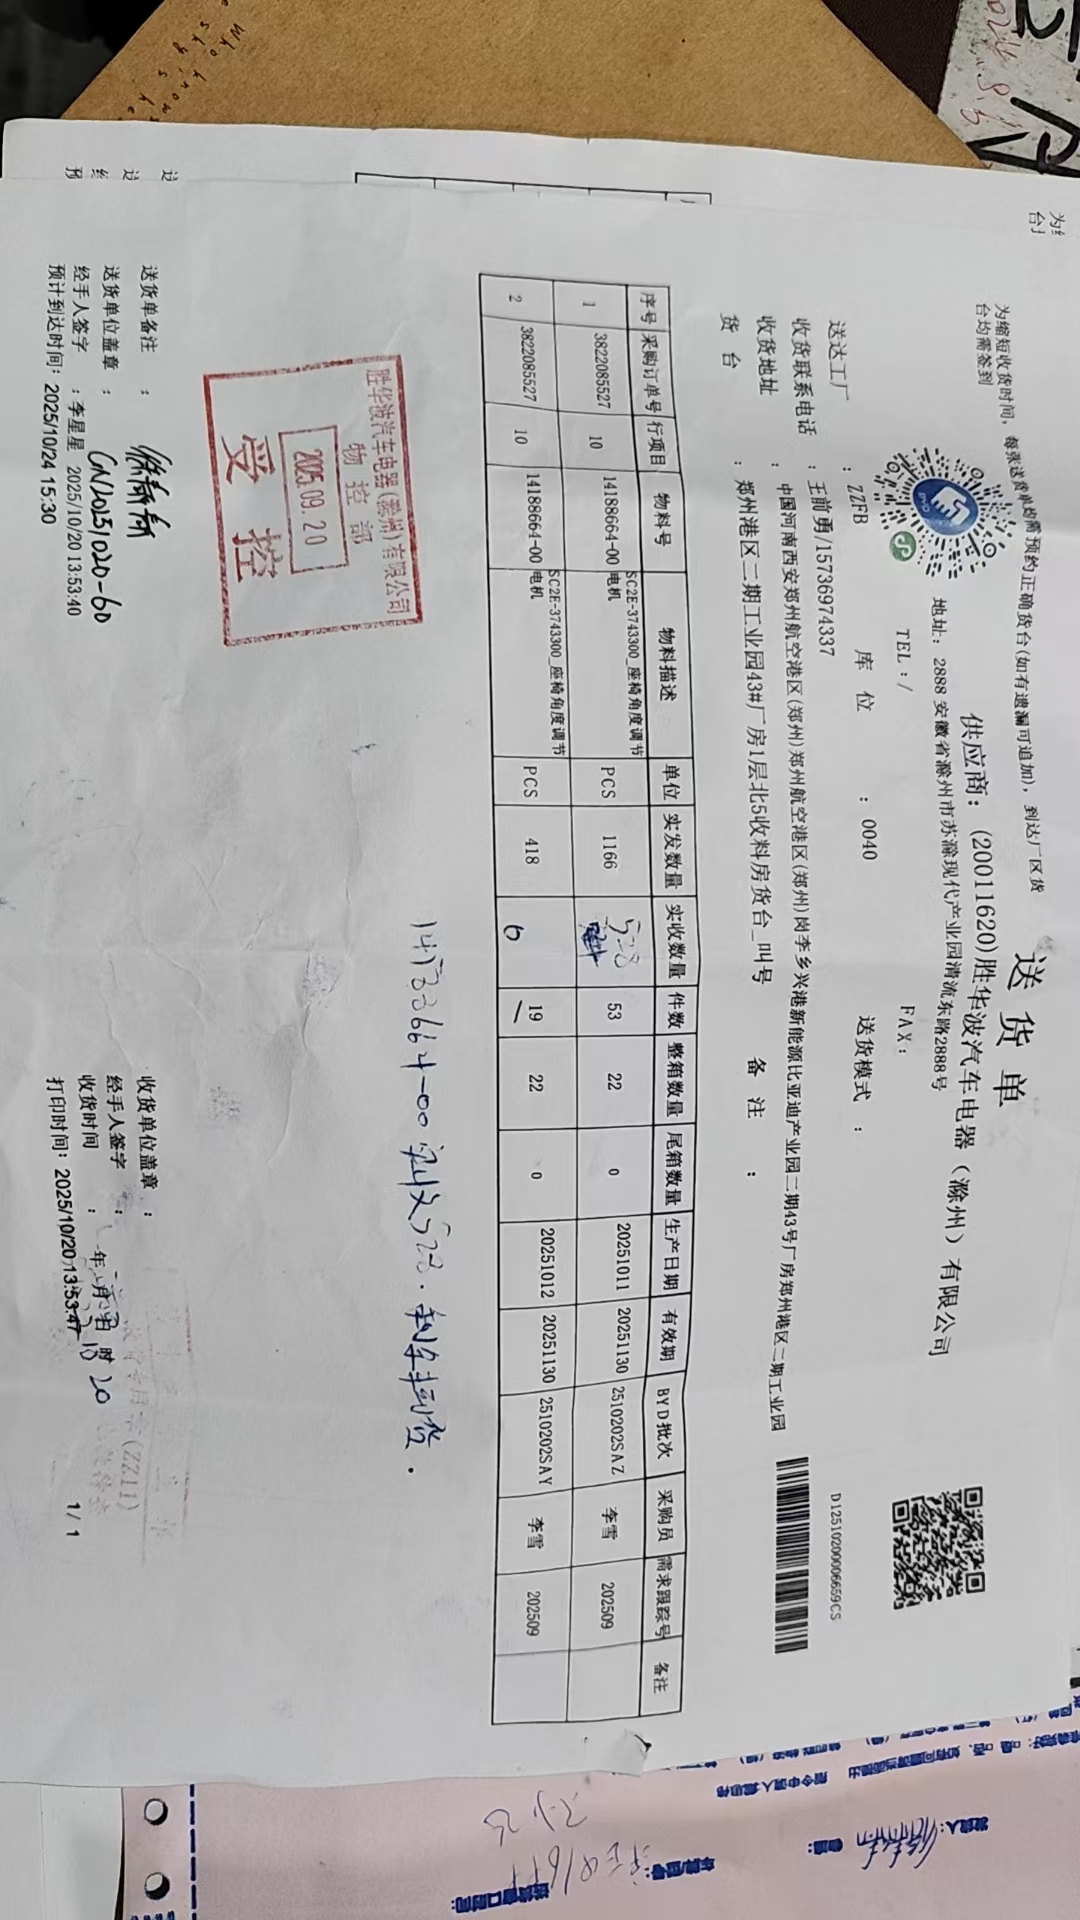 为缩短收货时间，每张送货单均需预约正确货台(如有遗漏可追加)，到达厂区货
台均需签到
送 货 单
供应商：(20011620)胜华波汽车电器（滁州）有限公司
地址：2888 安徽省滁州市苏滁现代产业园清流东路2888号
TEL：/ FAX：
D12510200006659CS
送达工厂 ：ZZFB 库 位 ：0040 送货模式 ：
收货联系电话 ：王前勇/15736974337
收货地址 ：中国河南西安郑州航空港区(郑州)郑州航空港区(郑州)岗李乡兴港新能源比亚迪产业园二期43号厂房郑州港区二期工业园
货 台 ：郑州港区二期工业园43#厂房1层北5收料房货台_叫号 备 注 ：
序号 采购订单号 行项目 物料号 物料描述 单位 实发数量 实收数量 件数 整箱数量 尾箱数量 生产日期 有效期 BYD批次 采购员 需求跟踪号 备注
1 3822085527 10 14188664-00 SC2E-3743300_座椅角度调节电机 PCS 1166 528 53 22 0 20251011 20251130 2510202SAZ 李雪 202509
2 3822085527 10 14188664-00 SC2E-3743300_座椅角度调节电机 PCS 418 0 19 22 0 20251012 20251130 2510202SAY 李雪 202509
14188664-00 实收528.
胜华波汽车电器(滁州)有限公司
物 控 部
2025.09.20
受 控
送货单备注 ：
送货单位盖章 ： CN20251020-60
经手人签字 ：李星星 2025/10/20 13:53:40
预计到达时间：2025/10/24 15:30
收货单位盖章 ：
经手人签字 ：
收货时间 ： 年 月 日 时 20
打印时间：2025/10/20 13:53:47
(ZZ11)
1/ 1